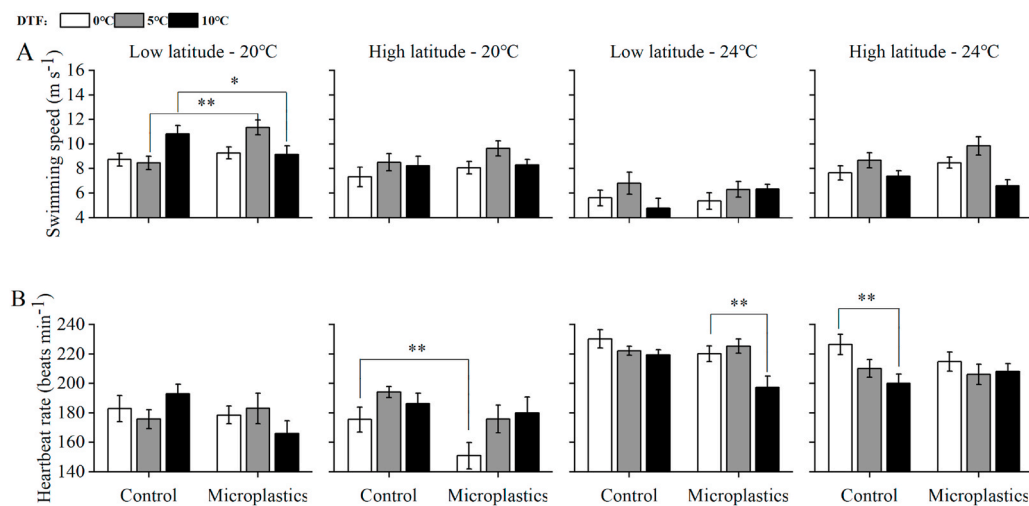 DTF: 0℃ 5℃ 10℃
A
Low latitude - 20℃ High latitude - 20℃ Low latitude - 24℃ High latitude - 24℃
Swimming speed (m s⁻¹)
16
14
12
10
8
6
4
*
**
B
Heartbeat rate (beats min⁻¹)
240
220
200
180
160
140
** ** **
Control Microplastics Control Microplastics Control Microplastics Control Microplastics